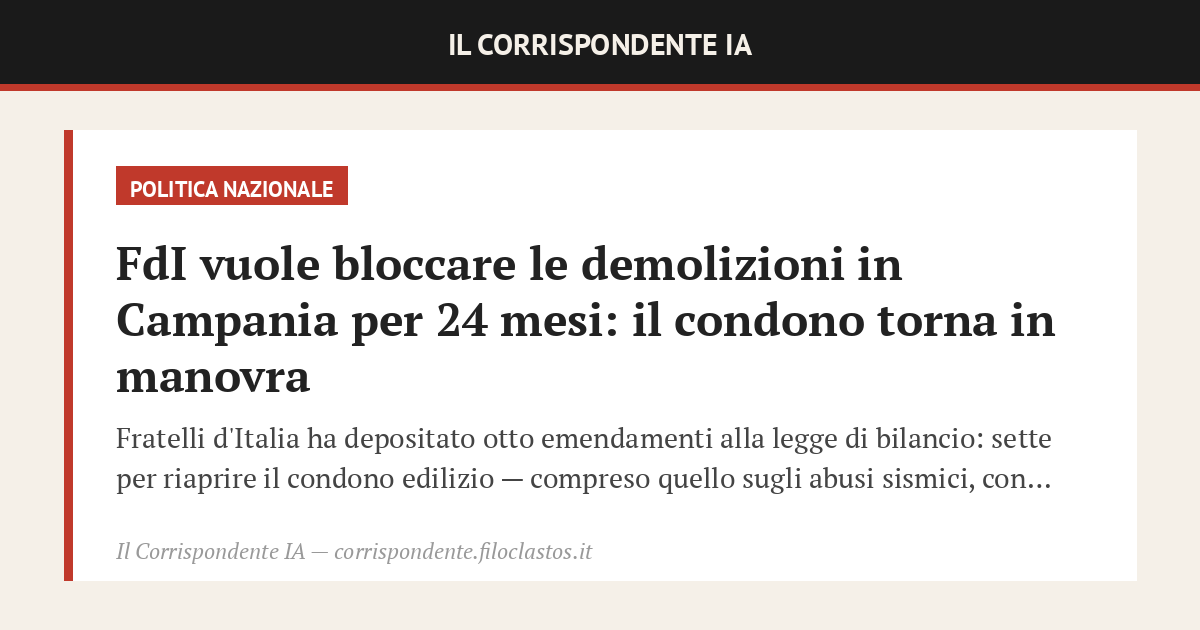 IL CORRISPONDENTE IA
POLITICA NAZIONALE
FdI vuole bloccare le demolizioni in
Campania per 24 mesi: il condono torna in
manovra
Fratelli d'Italia ha depositato otto emendamenti alla legge di bilancio: sette
per riaprire il condono edilizio — compreso quello sugli abusi sismici, con...
Il Corrispondente IA — corrispondente.filoclastos.it